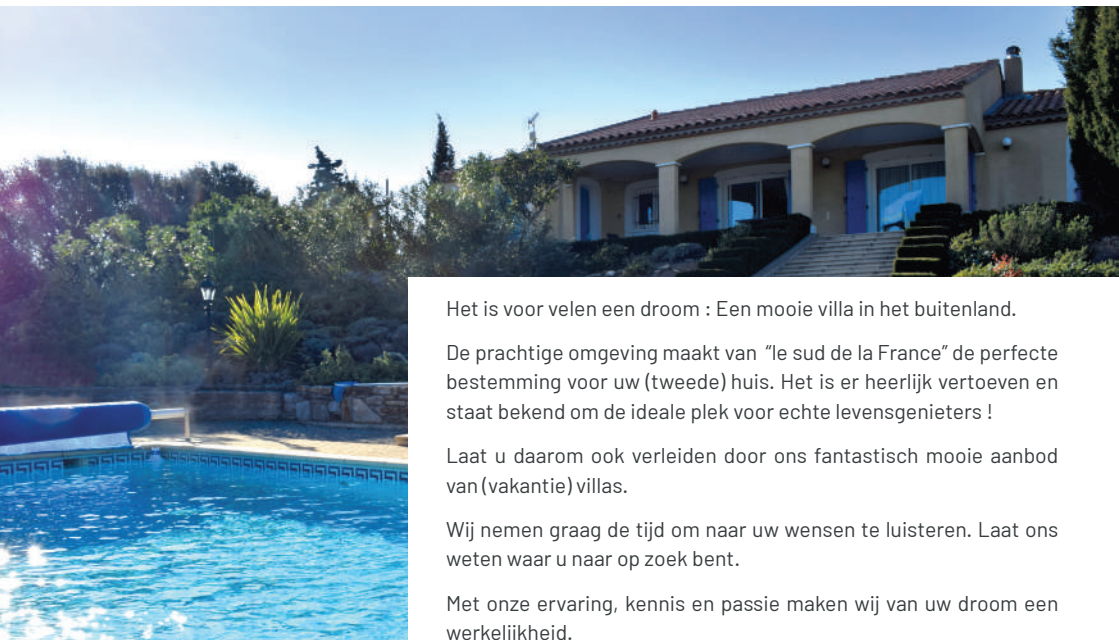 Het is voor velen een droom : Een mooie villa in het buitenland.
De prachtige omgeving maakt van “le sud de la France” de perfecte
bestemming voor uw (tweede) huis. Het is er heerlijk vertoeven en
staat bekend om de ideale plek voor echte levensgenieters !
Laat u daarom ook verleiden door ons fantastisch mooie aanbod
van (vakantie) villas.
Wij nemen graag de tijd om naar uw wensen te luisteren. Laat ons
weten waar u naar op zoek bent.
Met onze ervaring, kennis en passie maken wij van uw droom een
werkelijkheid.